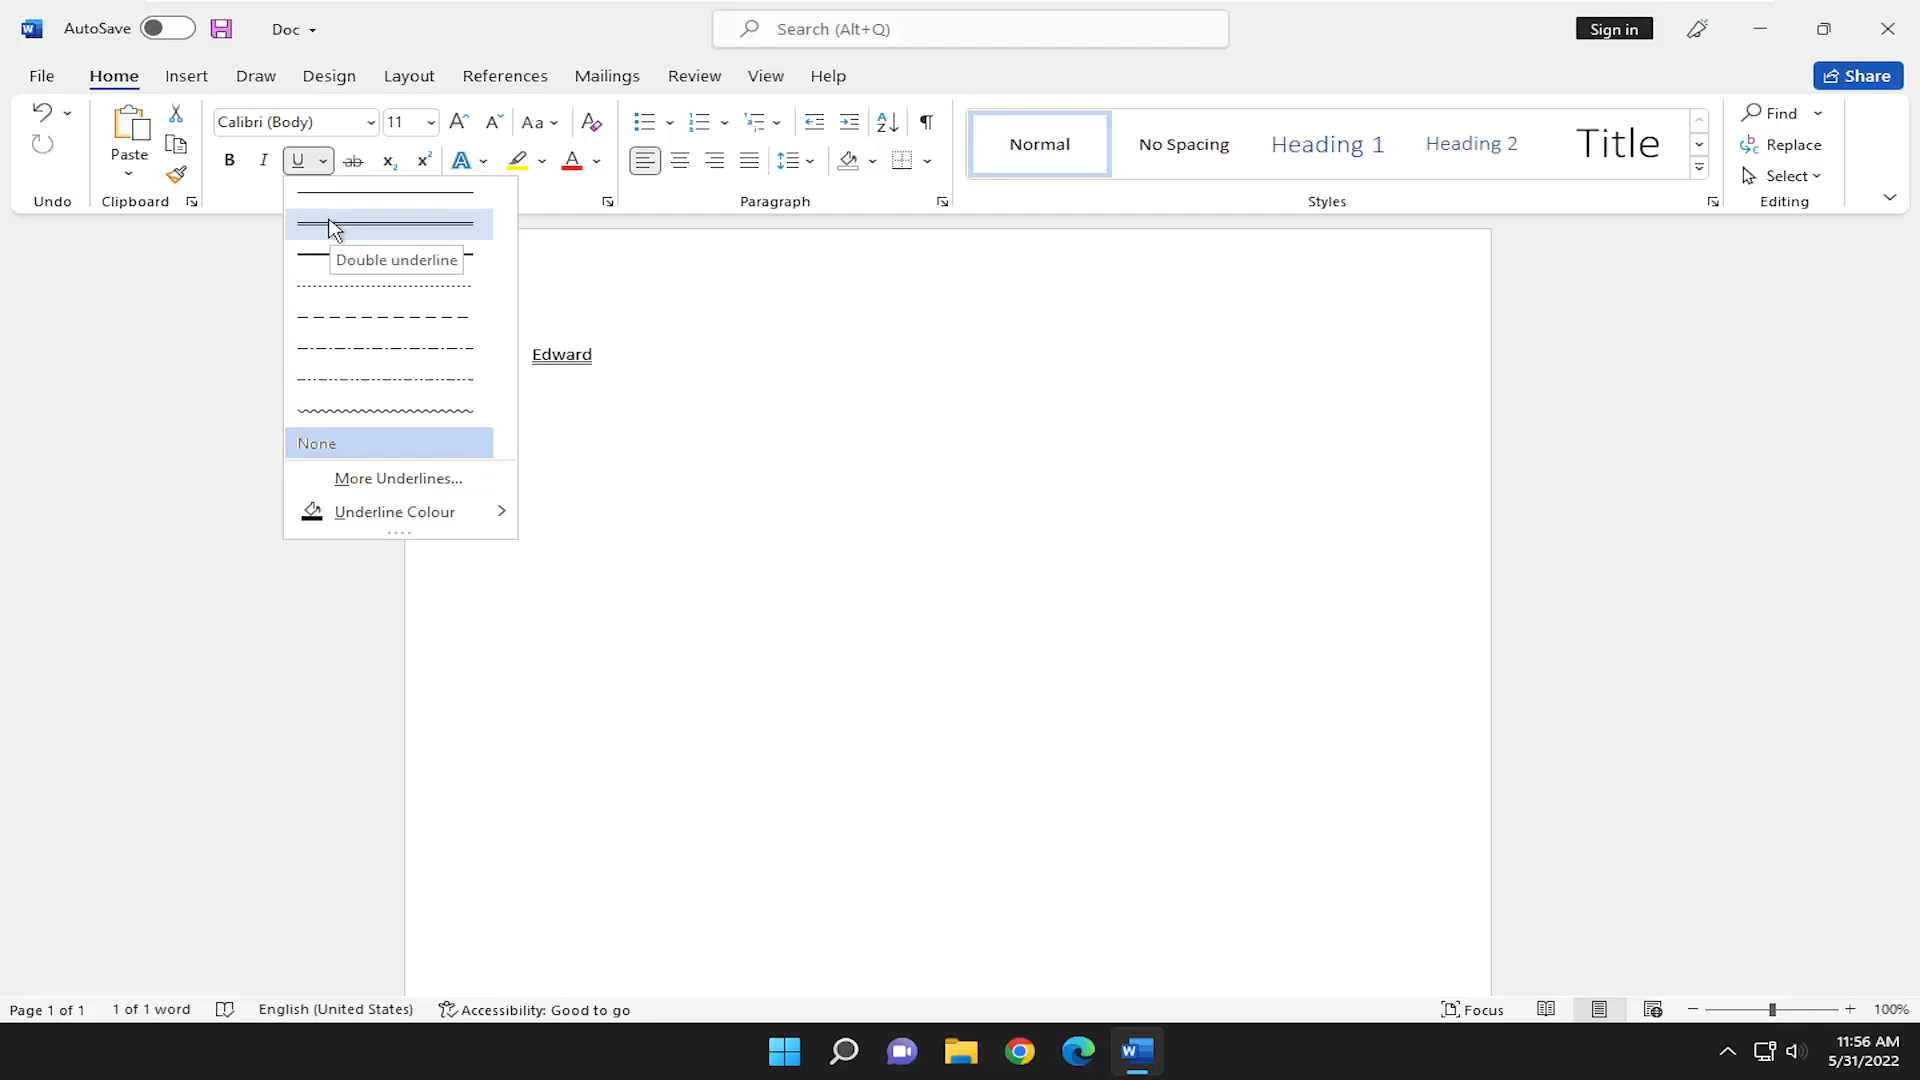 AutoSave
Doc
Search (Alt+Q)
Sign in
File Home Insert Draw Design Layout References Mailings Review View Help
Share
Paste
Undo
Clipboard
Calibri (Body) 11 Aa
B I U ab x₂ x² A A
Paragraph
Normal
No Spacing
Heading 1
Heading 2
Title
Styles
Find
Replace
Select
Editing
Double underline
None
More Underlines...
Underline Colour
Edward
Page 1 of 1 1 of 1 word English (United States) Accessibility: Good to go
Focus
100%
11:56 AM
5/31/2022